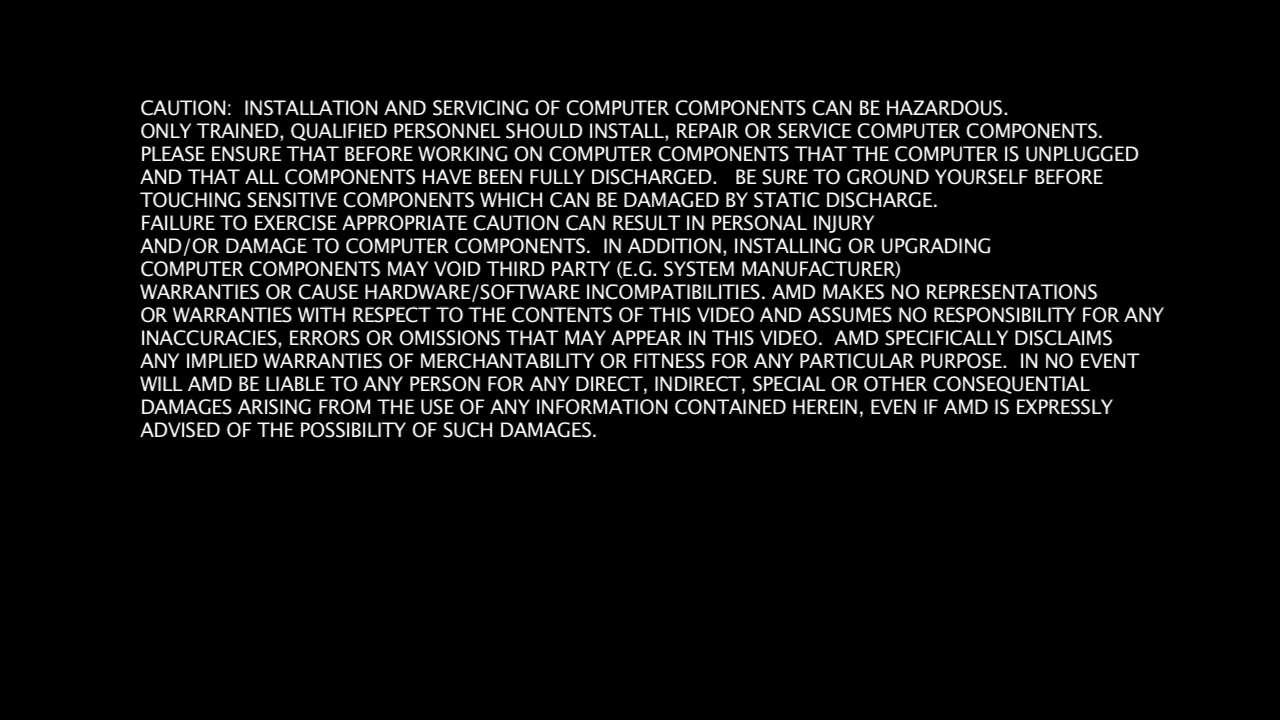 CAUTION:  INSTALLATION AND SERVICING OF COMPUTER COMPONENTS CAN BE HAZARDOUS.
ONLY TRAINED, QUALIFIED PERSONNEL SHOULD INSTALL, REPAIR OR SERVICE COMPUTER COMPONENTS.
PLEASE ENSURE THAT BEFORE WORKING ON COMPUTER COMPONENTS THAT THE COMPUTER IS UNPLUGGED
AND THAT ALL COMPONENTS HAVE BEEN FULLY DISCHARGED.   BE SURE TO GROUND YOURSELF BEFORE
TOUCHING SENSITIVE COMPONENTS WHICH CAN BE DAMAGED BY STATIC DISCHARGE.
FAILURE TO EXERCISE APPROPRIATE CAUTION CAN RESULT IN PERSONAL INJURY
AND/OR DAMAGE TO COMPUTER COMPONENTS.  IN ADDITION, INSTALLING OR UPGRADING
COMPUTER COMPONENTS MAY VOID THIRD PARTY (E.G. SYSTEM MANUFACTURER)
WARRANTIES OR CAUSE HARDWARE/SOFTWARE INCOMPATIBILITIES. AMD MAKES NO REPRESENTATIONS
OR WARRANTIES WITH RESPECT TO THE CONTENTS OF THIS VIDEO AND ASSUMES NO RESPONSIBILITY FOR ANY
INACCURACIES, ERRORS OR OMISSIONS THAT MAY APPEAR IN THIS VIDEO.  AMD SPECIFICALLY DISCLAIMS
ANY IMPLIED WARRANTIES OF MERCHANTABILITY OR FITNESS FOR ANY PARTICULAR PURPOSE.  IN NO EVENT
WILL AMD BE LIABLE TO ANY PERSON FOR ANY DIRECT, INDIRECT, SPECIAL OR OTHER CONSEQUENTIAL
DAMAGES ARISING FROM THE USE OF ANY INFORMATION CONTAINED HEREIN, EVEN IF AMD IS EXPRESSLY
ADVISED OF THE POSSIBILITY OF SUCH DAMAGES.